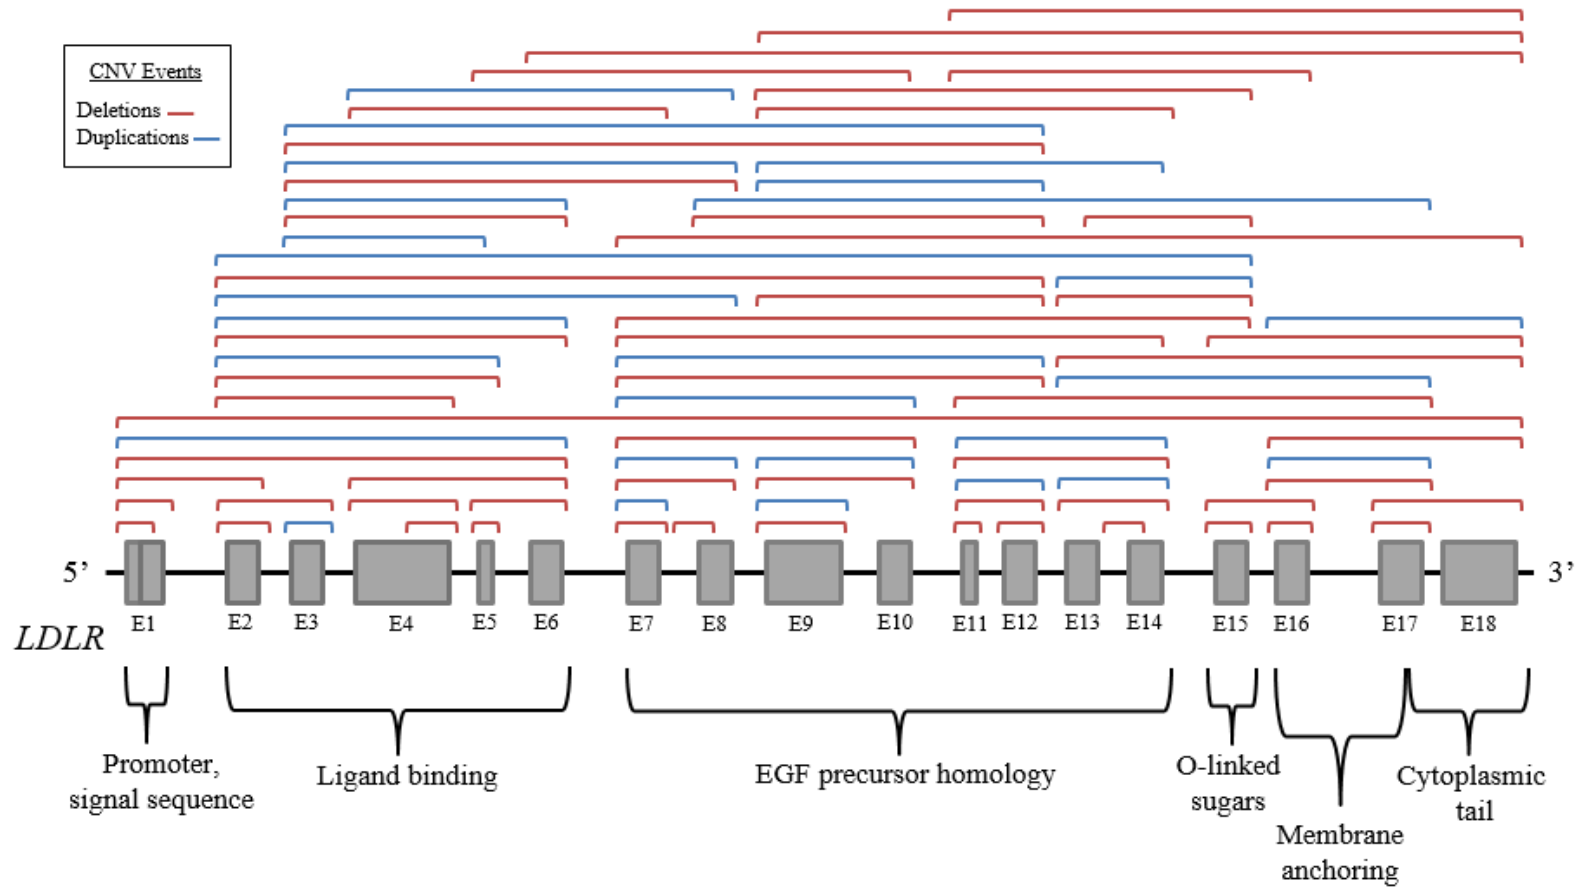 CNV Events
Deletions
Duplications
5’
3’
E1 E2 E3 E4 E5 E6 E7 E8 E9 E10 E11 E12 E13 E14 E15 E16 E17 E18
LDLR
Promoter,
signal sequence
Ligand binding
EGF precursor homology
O-linked
sugars
Membrane
anchoring
Cytoplasmic
tail